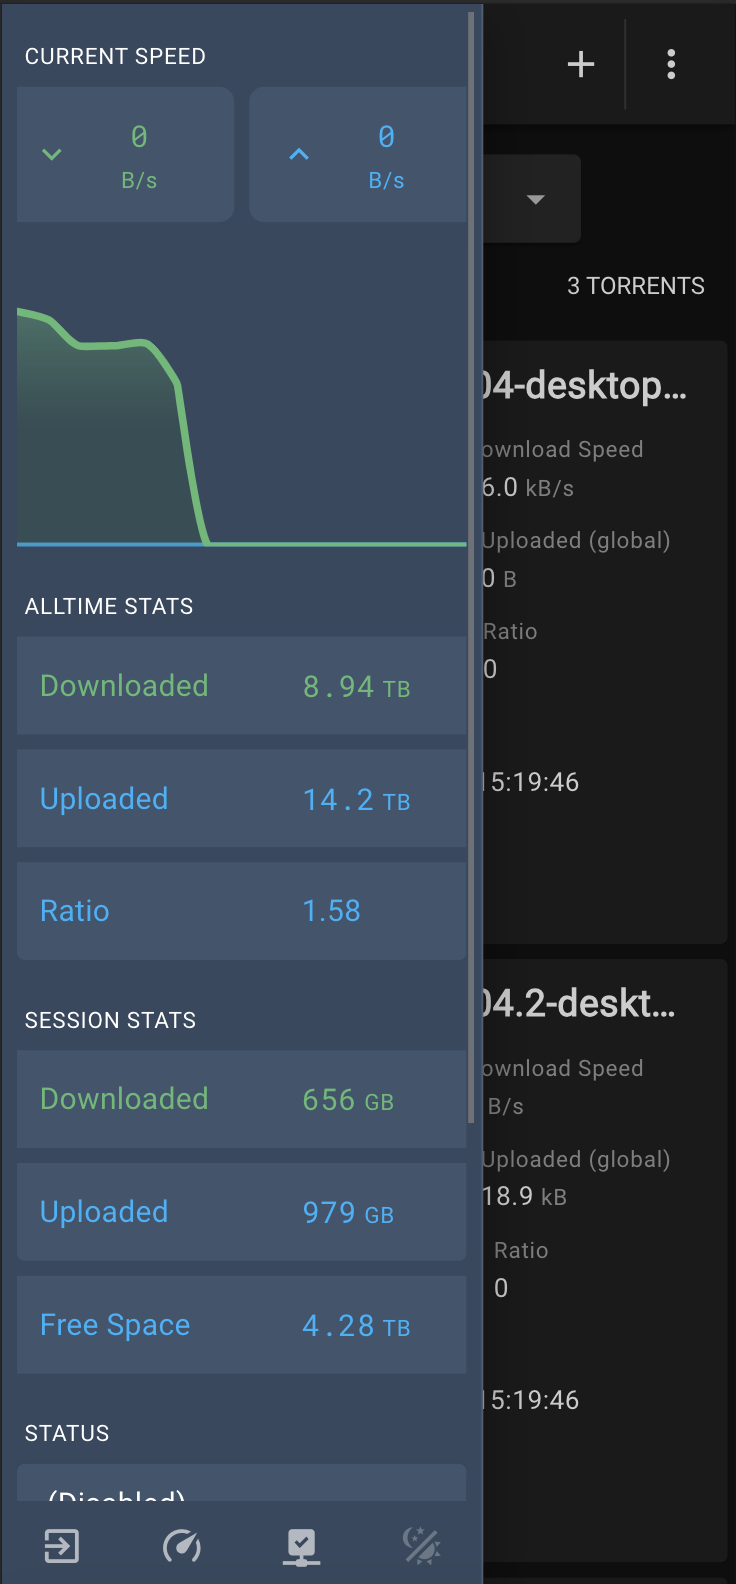 CURRENT SPEED
0
B/s
0
B/s
3 TORRENTS
04-desktop...
ownload Speed
6.0 kB/s
Uploaded (global)
0 B
Ratio
0
15:19:46
ALLTIME STATS
Downloaded 8.94 TB
Uploaded 14.2 TB
Ratio 1.58
SESSION STATS
Downloaded 656 GB
Uploaded 979 GB
Free Space 4.28 TB
STATUS
(Disabled)
04.2-deskt...
ownload Speed
B/s
Uploaded (global)
18.9 kB
Ratio
0
15:19:46